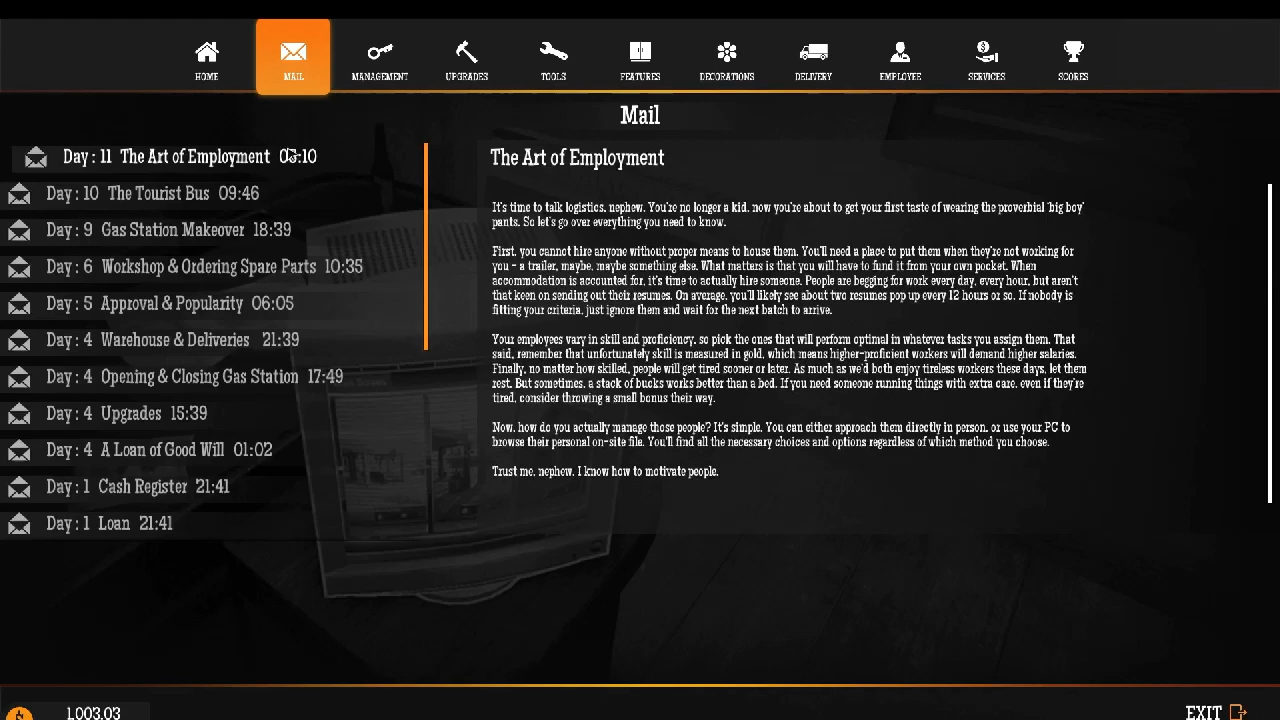 HOME MAIL MANAGEMENT UPGRADES TOOLS FEATURES DECORATIONS DELIVERY EMPLOYEE SERVICES SCORES
Mail
Day : 11 The Art of Employment
Day : 10 The Tourist Bus 09:46
Day : 9 Gas Station Makeover 18:39
Day : 6 Workshop & Ordering Spare Parts 10:35
Day : 5 Approval & Popularity 06:05
Day : 4 Warehouse & Deliveries 21:39
Day : 4 Opening & Closing Gas Station 17:49
Day : 4 Upgrades 15:39
Day : 4 A Loan of Good Will 01:02
Day : 1 Cash Register 21:41
Day : 1 Loan 21:41
The Art of Employment
It's time to talk logistics, nephew. You're no longer a kid, now you're about to get your first taste of wearing the proverbial 'big boy'
pants. So let's go over everything you need to know.
First, you cannot hire anyone without proper means to house them. You'll need a place to put them when they're not working for
you - a trailer, maybe, maybe something else. What matters is that you will have to fund it from your own pocket. When
accommodation is accounted for, it's time to actually hire someone. People are begging for work every day, every hour, but aren't
that keen on sending out their resumes. On average, you'll likely see about two resumes pop up every 12 hours or so. If nobody is
fitting your criteria, just ignore them and wait for the next batch to arrive.
Your employees vary in skill and proficiency, so pick the ones that will perform optimal in whatever tasks you assign them. That
said, remember that unfortunately skill is measured in gold, which means higher-proficient workers will demand higher salaries.
Finally, no matter how skilled, people will get tired sooner or later. As much as we'd both enjoy tireless workers these days, let them
rest. But sometimes, a stack of bucks works better than a bed. If you need someone running things with extra care, even if they're
tired, consider throwing a small bonus their way.
Now, how do you actually manage those people? It's simple. You can either approach them directly in person, or use your PC to
browse their personal on-site file. You'll find all the necessary choices and options regardless of which method you choose.
Trust me, nephew, I know how to motivate people.
1,003.03
EXIT